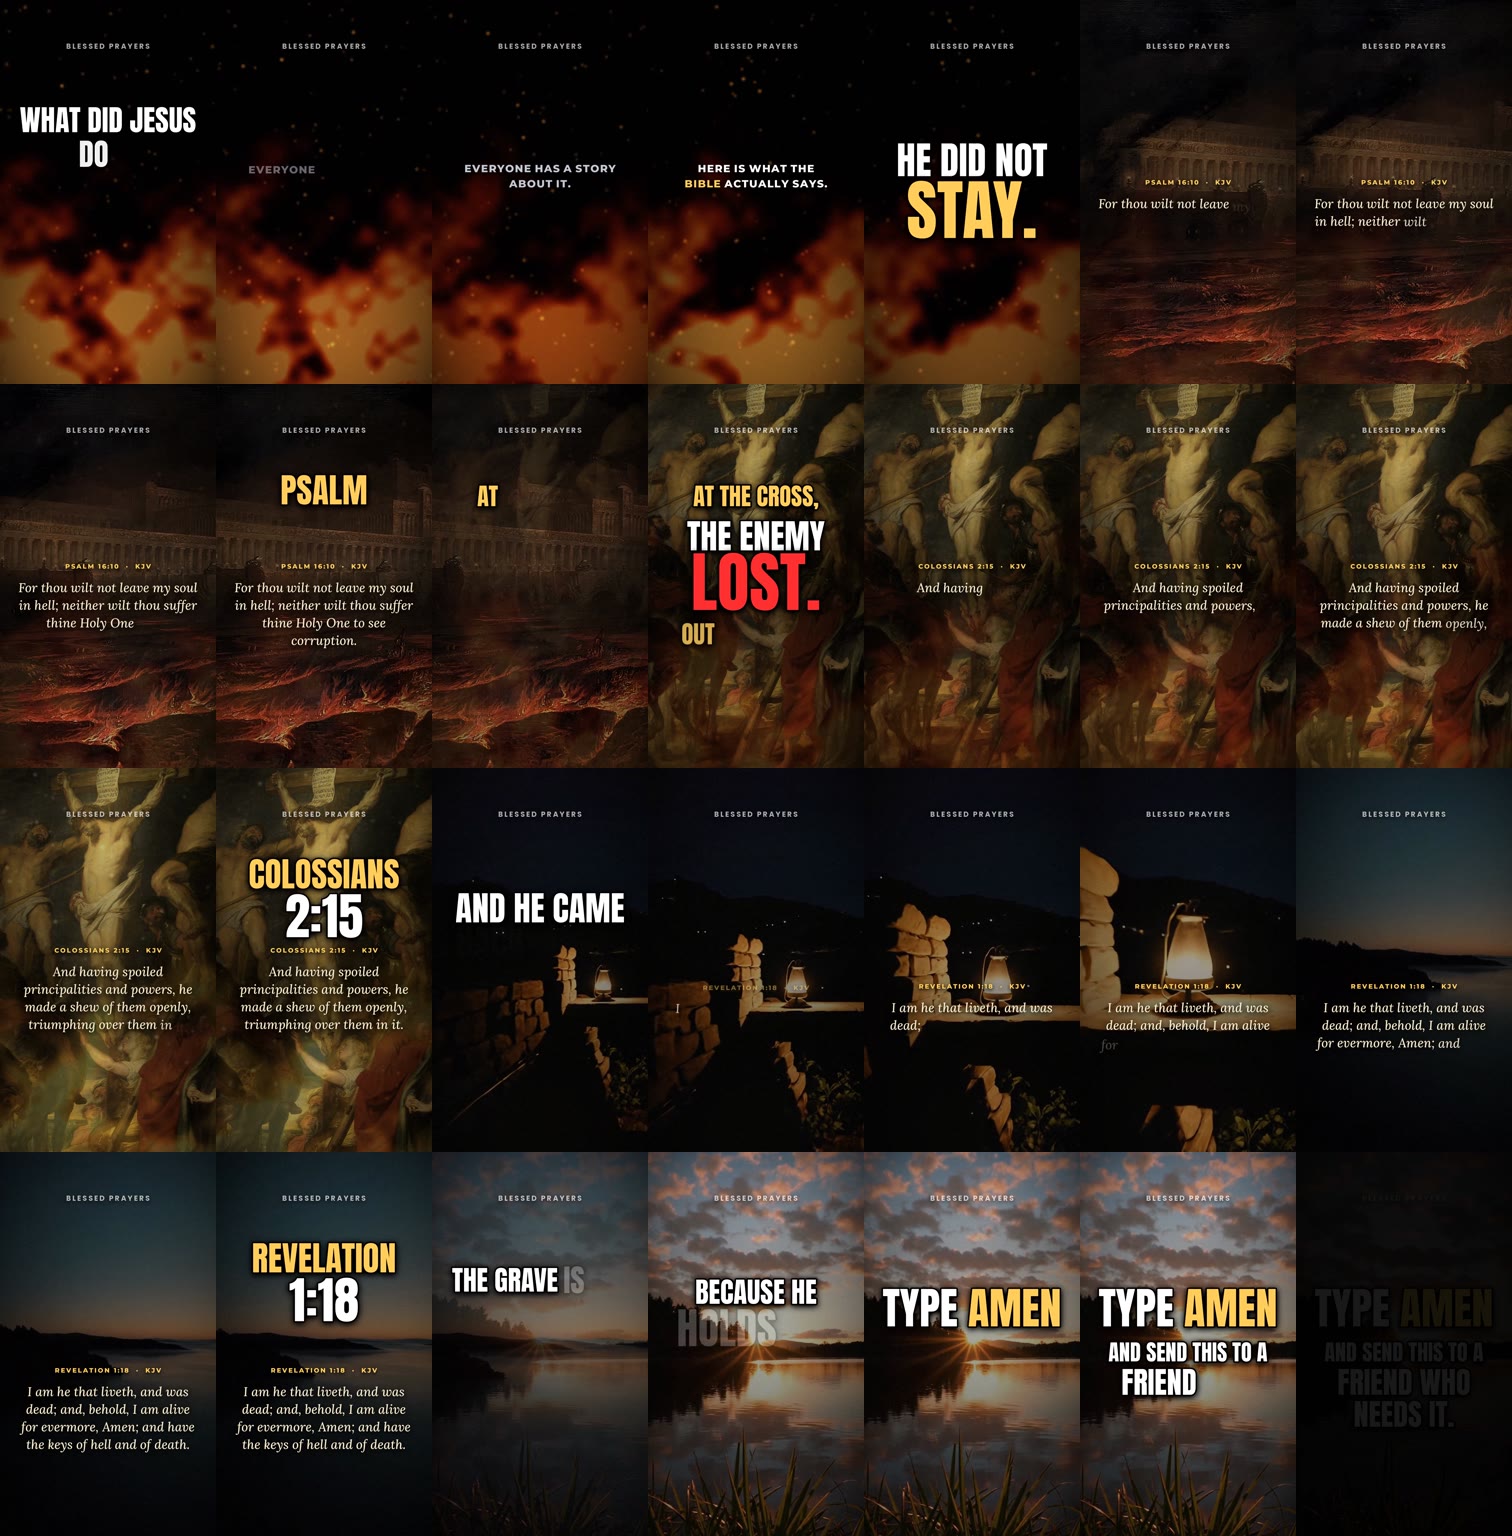 BLESSED PRAYERS
WHAT DID JESUS
DO
BLESSED PRAYERS
EVERYONE
BLESSED PRAYERS
EVERYONE HAS A STORY
ABOUT IT.
BLESSED PRAYERS
HERE IS WHAT THE
BIBLE ACTUALLY SAYS.
BLESSED PRAYERS
HE DID NOT
STAY.
BLESSED PRAYERS
PSALM 16:10 · KJV
For thou wilt not leave my
BLESSED PRAYERS
PSALM 16:10 · KJV
For thou wilt not leave my soul
in hell; neither wilt
BLESSED PRAYERS
PSALM 16:10 · KJV
For thou wilt not leave my soul
in hell; neither wilt thou suffer
thine Holy One
BLESSED PRAYERS
PSALM
PSALM 16:10 · KJV
For thou wilt not leave my soul
in hell; neither wilt thou suffer
thine Holy One to see
corruption.
BLESSED PRAYERS
AT
BLESSED PRAYERS
AT THE CROSS,
THE ENEMY
LOST.
OUT
BLESSED PRAYERS
COLOSSIANS 2:15 · KJV
And having
BLESSED PRAYERS
COLOSSIANS 2:15 · KJV
And having spoiled
principalities and powers,
BLESSED PRAYERS
COLOSSIANS 2:15 · KJV
And having spoiled
principalities and powers, he
made a shew of them openly,
BLESSED PRAYERS
COLOSSIANS 2:15 · KJV
And having spoiled
principalities and powers, he
made a shew of them openly,
triumphing over them in
BLESSED PRAYERS
COLOSSIANS
2:15
COLOSSIANS 2:15 · KJV
And having spoiled
principalities and powers, he
made a shew of them openly,
triumphing over them in it.
BLESSED PRAYERS
AND HE CAME
BLESSED PRAYERS
REVELATION 1:18 · KJV
I
BLESSED PRAYERS
REVELATION 1:18 · KJV
I am he that liveth, and was
dead;
BLESSED PRAYERS
REVELATION 1:18 · KJV
I am he that liveth, and was
dead; and, behold, I am alive
for
BLESSED PRAYERS
REVELATION 1:18 · KJV
I am he that liveth, and was
dead; and, behold, I am alive
for evermore, Amen; and
BLESSED PRAYERS
REVELATION 1:18 · KJV
I am he that liveth, and was
dead; and, behold, I am alive
for evermore, Amen; and have
the keys of hell and of death.
BLESSED PRAYERS
REVELATION
1:18
REVELATION 1:18 · KJV
I am he that liveth, and was
dead; and, behold, I am alive
for evermore, Amen; and have
the keys of hell and of death.
BLESSED PRAYERS
THE GRAVE IS
BLESSED PRAYERS
BECAUSE HE
HOLDS
BLESSED PRAYERS
TYPE AMEN
BLESSED PRAYERS
TYPE AMEN
AND SEND THIS TO A
FRIEND
BLESSED PRAYERS
TYPE AMEN
AND SEND THIS TO A
FRIEND WHO
NEEDS IT.